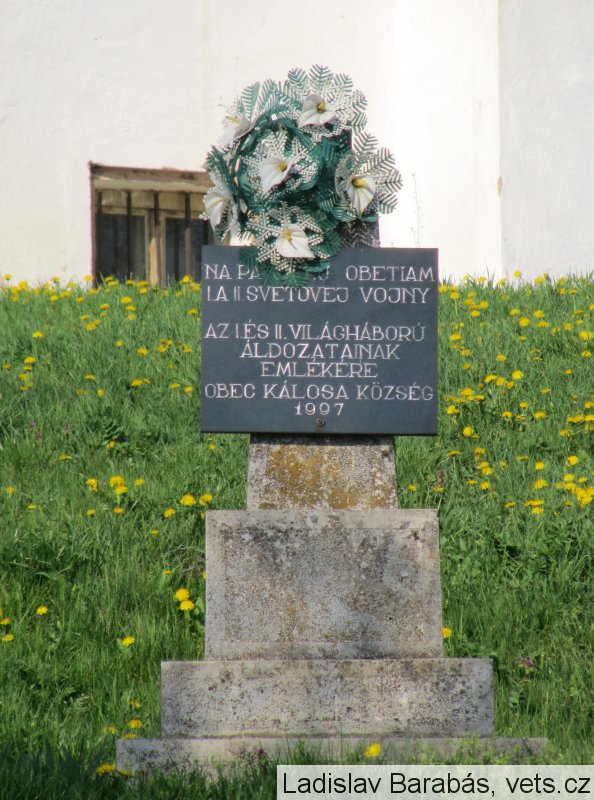 NA OBETIAM
I. A II. SVETOVEJ VOJNY
AZ I. ÉS II. VILÁGHÁBORÚ
ÁLDOZATAINAK
EMLÉKÉRE
OBEC KÁLOSA KÖZSÉG
1997
Ladislav Barabás, vets.cz